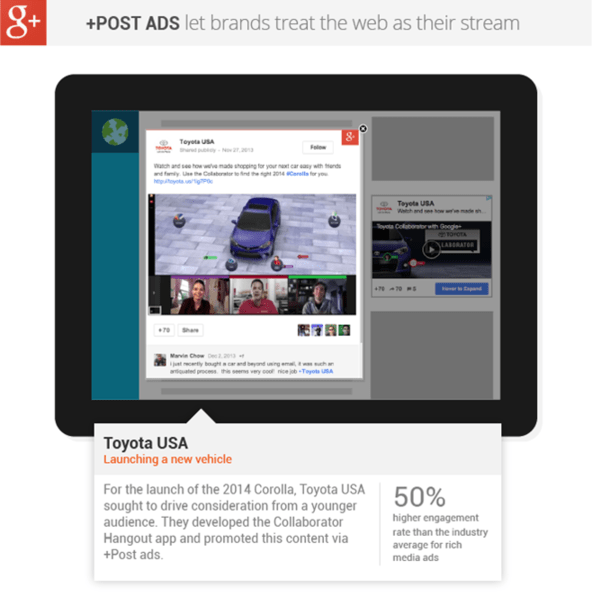 g+
+POST ADS let brands treat the web as their stream
g+
TOYOTA
Toyota USA
Shared publicly - Nov 27, 2013
Follow
Watch and see how we've made shopping for your next car easy with friends
and family. Use the Collaborator to find the right 2014 #Corolla for you.
+70
Share
Marvin Chow Dec 2, 2013 +1
I just recently bought a car and beyond using email, it was such an
antiquated process. this seems very cool! nice job +Toyota USA
Toyota USA
Watch and see how we've made sh...
Toyota Collaborator with Google+
TOYOTA
LABORATOR
+70
70
Hover to Expand
Toyota USA
Launching a new vehicle
For the launch of the 2014 Corolla, Toyota USA
sought to drive consideration from a younger
audience. They developed the Collaborator
Hangout app and promoted this content via
+Post ads.
50%
higher engagement
rate than the industry
average for rich
media ads